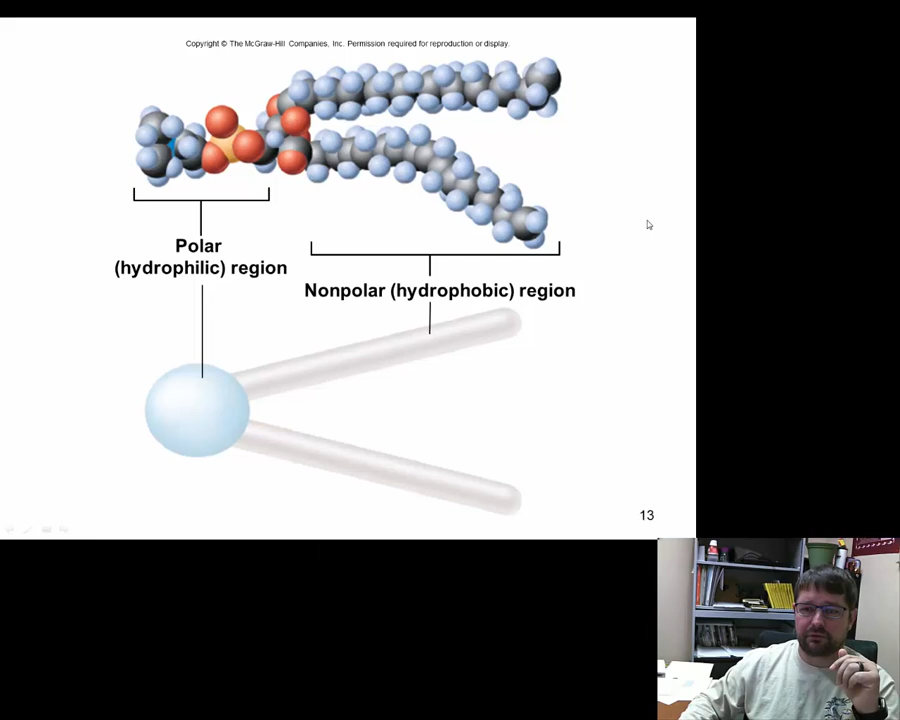 Copyright © The McGraw-Hill Companies, Inc. Permission required for reproduction or display.
Polar
(hydrophilic) region
Nonpolar (hydrophobic) region
13